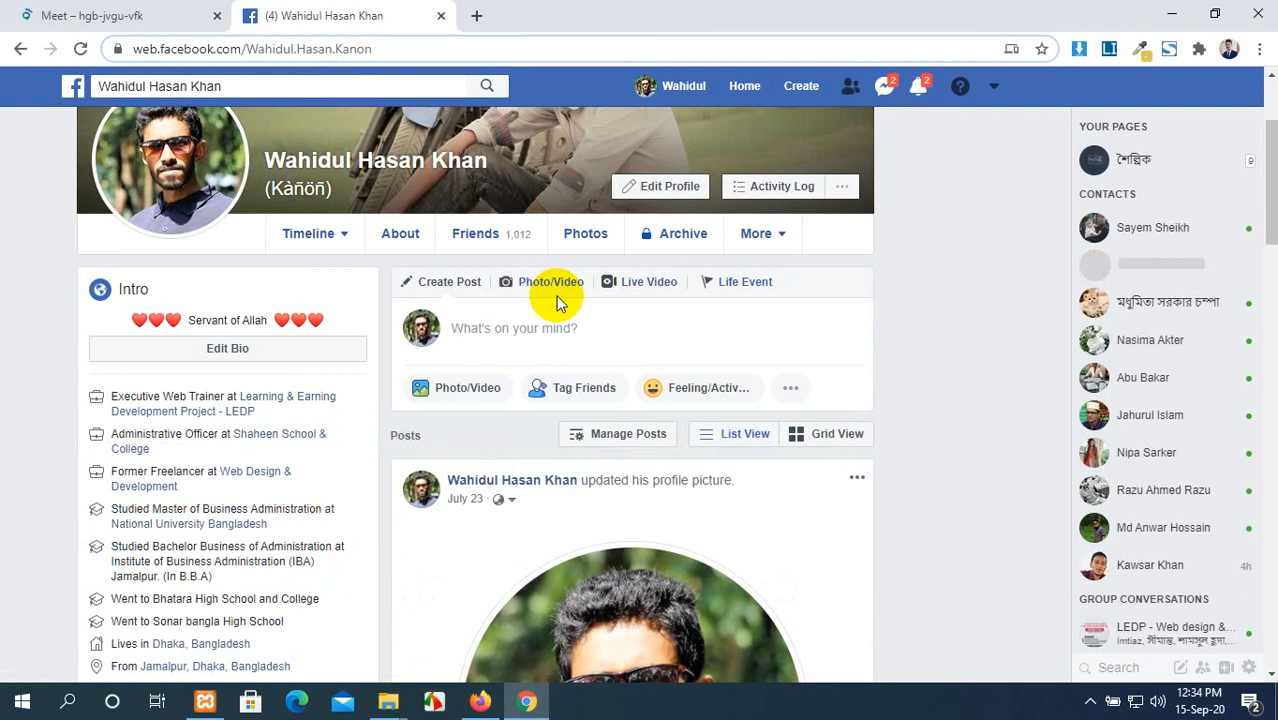 Meet – hgb-jvgu-vfk
(4) Wahidul Hasan Khan
web.facebook.com/Wahidul.Hasan.Kanon
Wahidul Hasan Khan
Wahidul
Home
Create
2
2
Wahidul Hasan Khan
(Kàñöñ)
Edit Profile
Activity Log
Timeline
About
Friends 1,012
Photos
Archive
More
Intro
Servant of Allah
Edit Bio
Executive Web Trainer at Learning & Earning
Development Project - LEDP
Administrative Officer at Shaheen School &
College
Former Freelancer at Web Design &
Development
Studied Master of Business Administration at
National University Bangladesh
Studied Bachelor Business of Administration at
Institute of Business Administration (IBA)
Jamalpur. (In B.B.A)
Went to Bhatara High School and College
Went to Sonar bangla High School
Lives in Dhaka, Bangladesh
From Jamalpur, Dhaka, Bangladesh
Create Post
Photo/Video
Live Video
Life Event
What's on your mind?
Photo/Video
Tag Friends
Feeling/Activ...
Posts
Manage Posts
List View
Grid View
Wahidul Hasan Khan updated his profile picture.
July 23
YOUR PAGES
শৈল্পিক
9
CONTACTS
Sayem Sheikh
মধুমিতা সরকার চম্পা
Nasima Akter
Abu Bakar
Jahurul Islam
Nipa Sarker
Razu Ahmed Razu
Md Anwar Hossain
Kawsar Khan 4h
GROUP CONVERSATIONS
LEDP - Web design &...
Imtiaz, সীমান্ত, শামসুল হুদা,
Search
12:34 PM
15-Sep-20
2